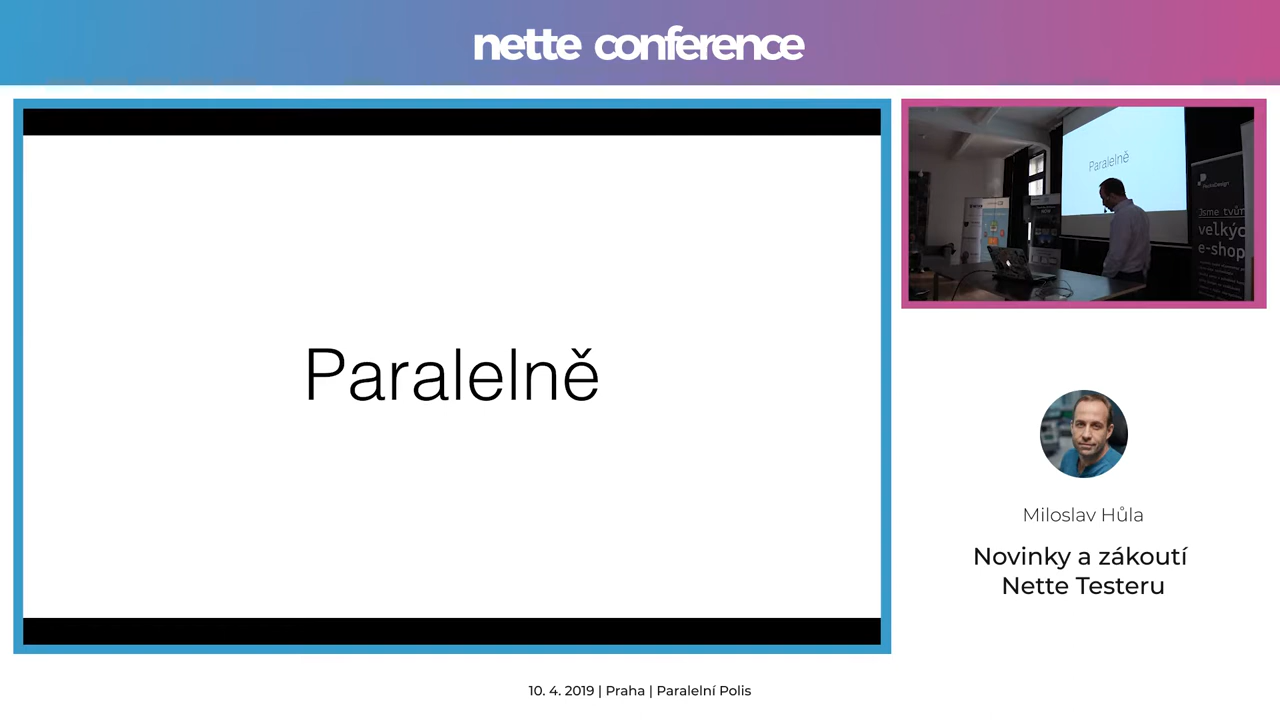 nette conference
Paralelně
Paralelně
Jsme tvům
velkýc
e-shop
Miloslav Hůla
Novinky a zákoutí
Nette Testeru
10. 4. 2019 | Praha | Paralelní Polis